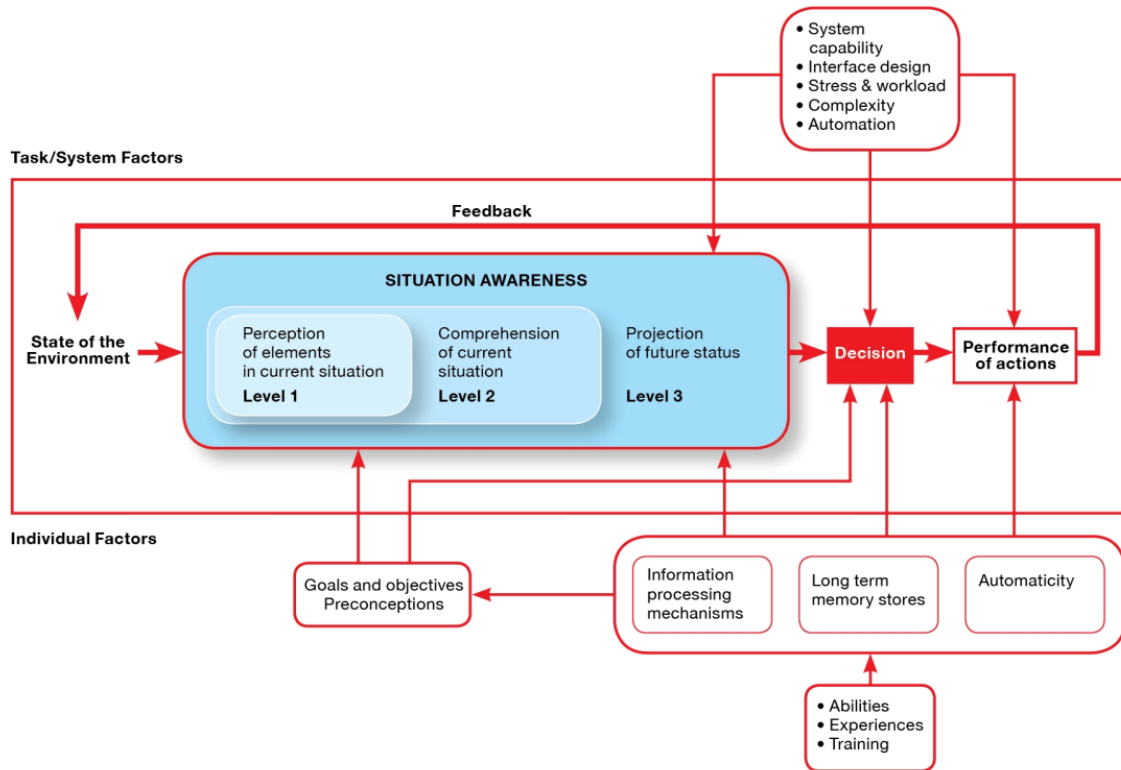 • System
capability
• Interface design
• Stress & workload
• Complexity
• Automation
Task/System Factors
Feedback
SITUATION AWARENESS
State of the
Environment
Perception
of elements
in current situation
Level 1
Comprehension
of current
situation
Level 2
Projection
of future status
Level 3
Decision
Performance
of actions
Individual Factors
Goals and objectives
Preconceptions
Information
processing
mechanisms
Long term
memory stores
Automaticity
• Abilities
• Experiences
• Training